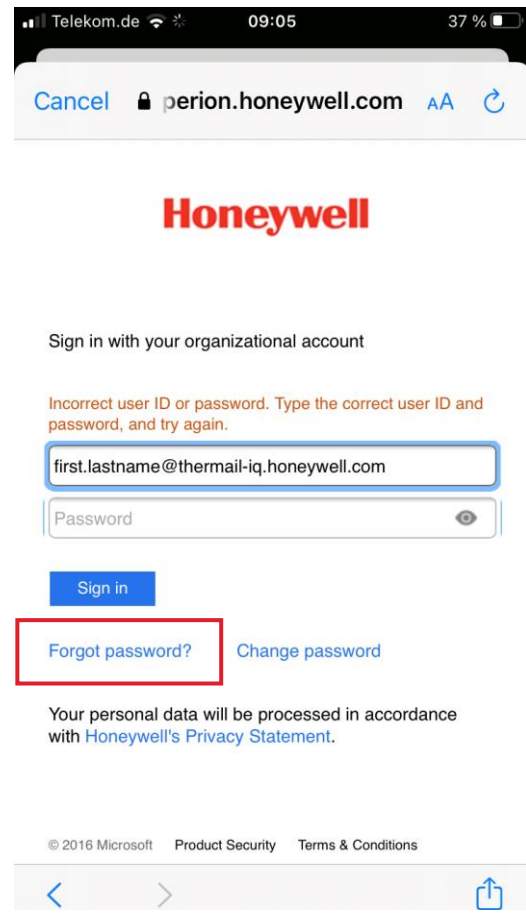 Telekom.de 09:05 37 %
Cancel perion.honeywell.com AA
Honeywell
Sign in with your organizational account
Incorrect user ID or password. Type the correct user ID and
password, and try again.
first.lastname@thermail-iq.honeywell.com
Password
Sign in
Forgot password? Change password
Your personal data will be processed in accordance
with Honeywell's Privacy Statement.
© 2016 Microsoft Product Security Terms & Conditions